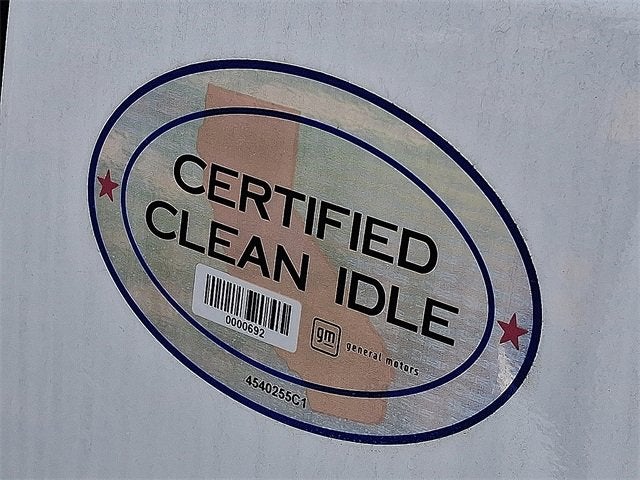 CERTIFIED
CLEAN IDLE
0000692
gm
general motors
4540255C1